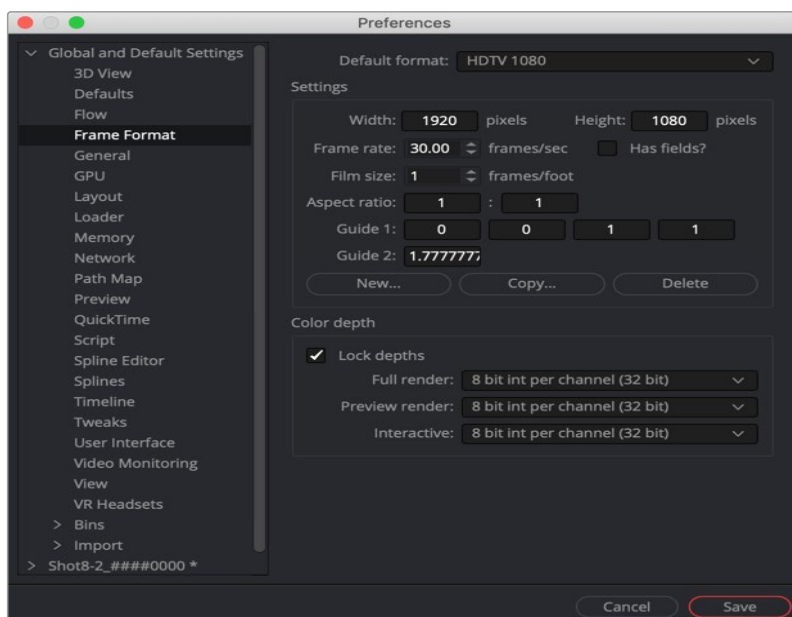 Preferences
Global and Default Settings
3D View
Defaults
Flow
Frame Format
General
GPU
Layout
Loader
Memory
Network
Path Map
Preview
QuickTime
Script
Spline Editor
Splines
Timeline
Tweaks
User Interface
Video Monitoring
View
VR Headsets
Bins
Import
Shot8-2_####0000 *
Default format: HDTV 1080
Settings
Width: 1920 pixels Height: 1080 pixels
Frame rate: 30.00 frames/sec Has fields?
Film size: 1 frames/foot
Aspect ratio: 1 : 1
Guide 1: 0 0 1 1
Guide 2: 1.7777777
New... Copy... Delete
Color depth
Lock depths
Full render: 8 bit int per channel (32 bit)
Preview render: 8 bit int per channel (32 bit)
Interactive: 8 bit int per channel (32 bit)
Cancel Save